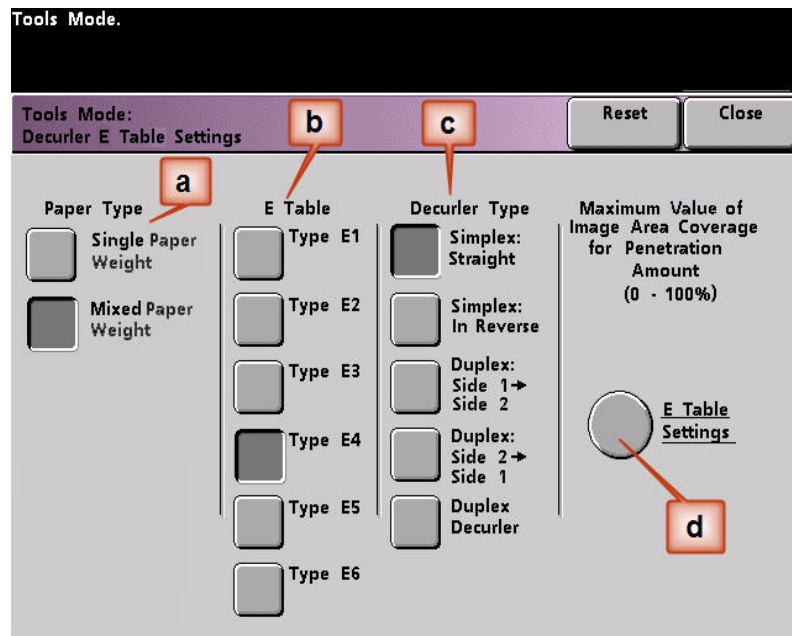 Tools Mode.
Tools Mode:
Decurler E Table Settings
Reset
Close
a
b
c
Paper Type
Single Paper
Weight
Mixed Paper
Weight
E Table
Type E1
Type E2
Type E3
Type E4
Type E5
Type E6
Decurler Type
Simplex:
Straight
Simplex:
In Reverse
Duplex:
Side 1→
Side 2
Duplex:
Side 2→
Side 1
Duplex
Decurler
Maximum Value of
Image Area Coverage
for Penetration
Amount
(0 - 100%)
E Table
Settings
d